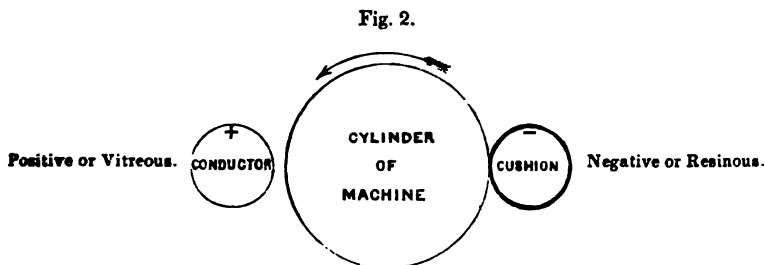 Fig. 2.
+
−
CYLINDER
Positive or Vitreous. CONDUCTOR OF CUSHION Negative or Resinous.
MACHINE